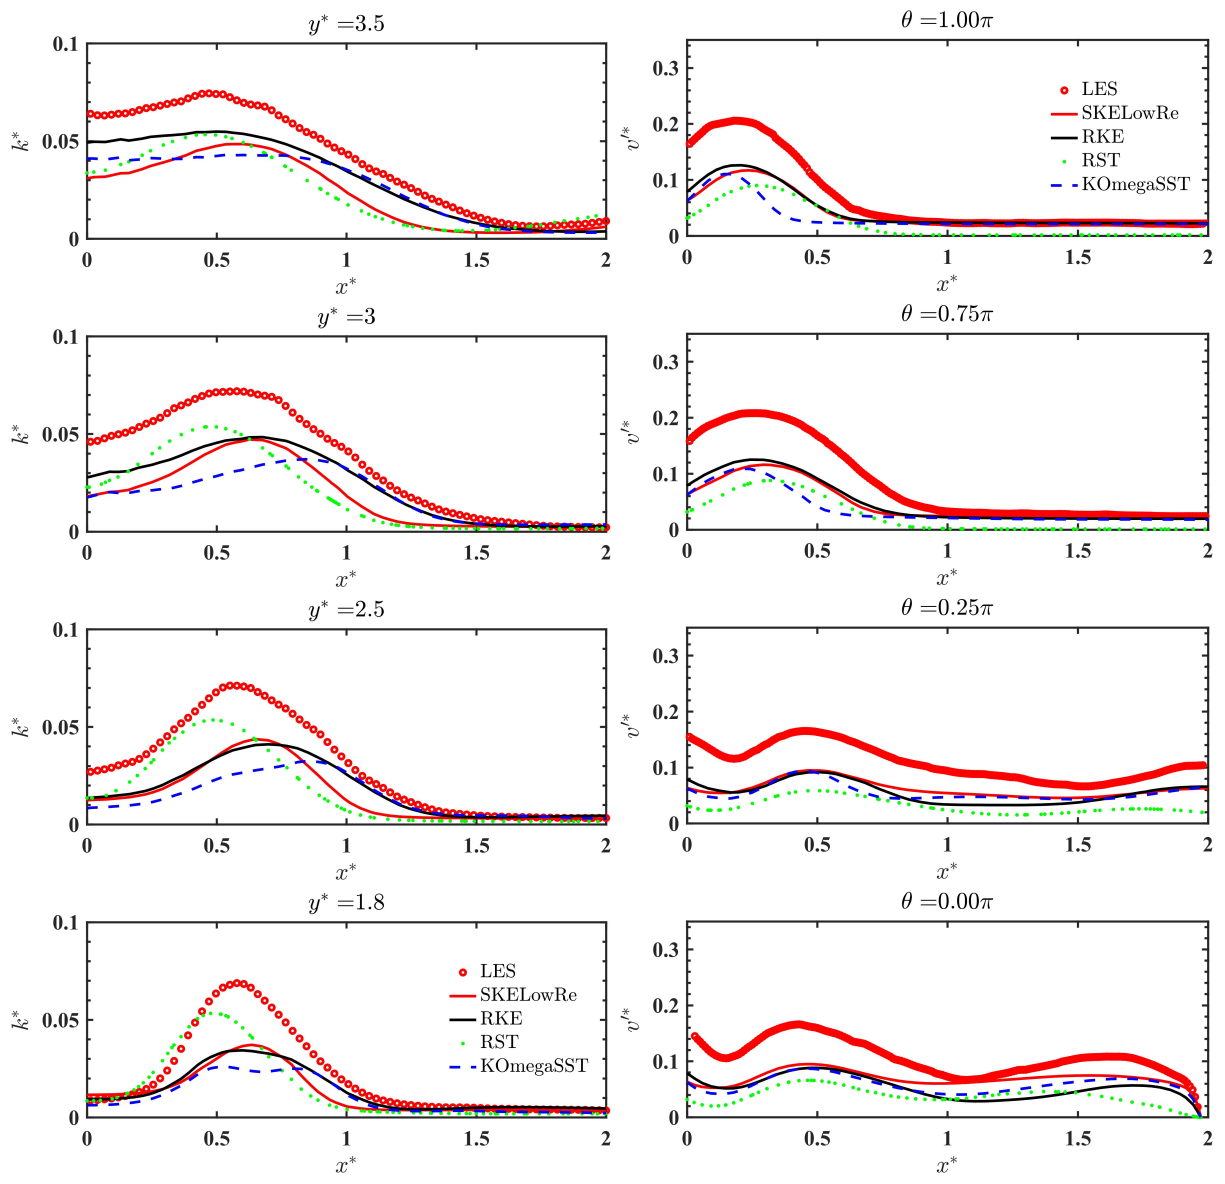 y* =3.5
0.1
0.05
0
k*
0 0.5 1 1.5 2
x*
y* =3
0.1
0.05
0
k*
0 0.5 1 1.5 2
x*
y* =2.5
0.1
0.05
0
k*
0 0.5 1 1.5 2
x*
y* =1.8
0.1
0.05
0
k*
LES
SKELowRe
RKE
RST
KOmegaSST
0 0.5 1 1.5 2
x*
θ =1.00π
0.3
0.2
0.1
0
v′*
LES
SKELowRe
RKE
RST
KOmegaSST
0 0.5 1 1.5 2
x*
θ =0.75π
0.3
0.2
0.1
0
v′*
0 0.5 1 1.5 2
x*
θ =0.25π
0.3
0.2
0.1
0
v′*
0 0.5 1 1.5 2
x*
θ =0.00π
0.3
0.2
0.1
0
v′*
0 0.5 1 1.5 2
x*